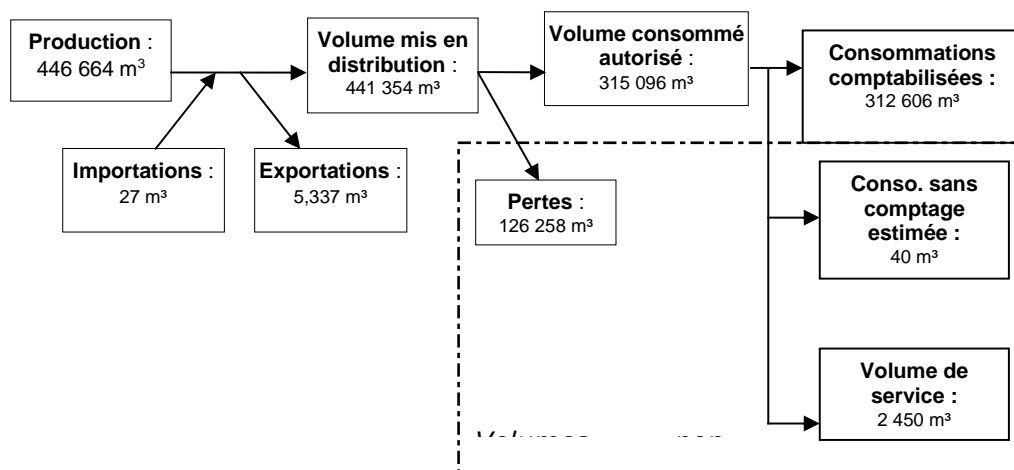 Production :
446 664 m³
Volume mis en
distribution :
441 354 m³
Volume consommé
autorisé :
315 096 m³
Consommations
comptabilisées :
312 606 m³
Importations :
27 m³
Exportations :
5,337 m³
Pertes :
126 258 m³
Conso. sans
comptage
estimée :
40 m³
Volume de
service :
2 450 m³
Volumes non